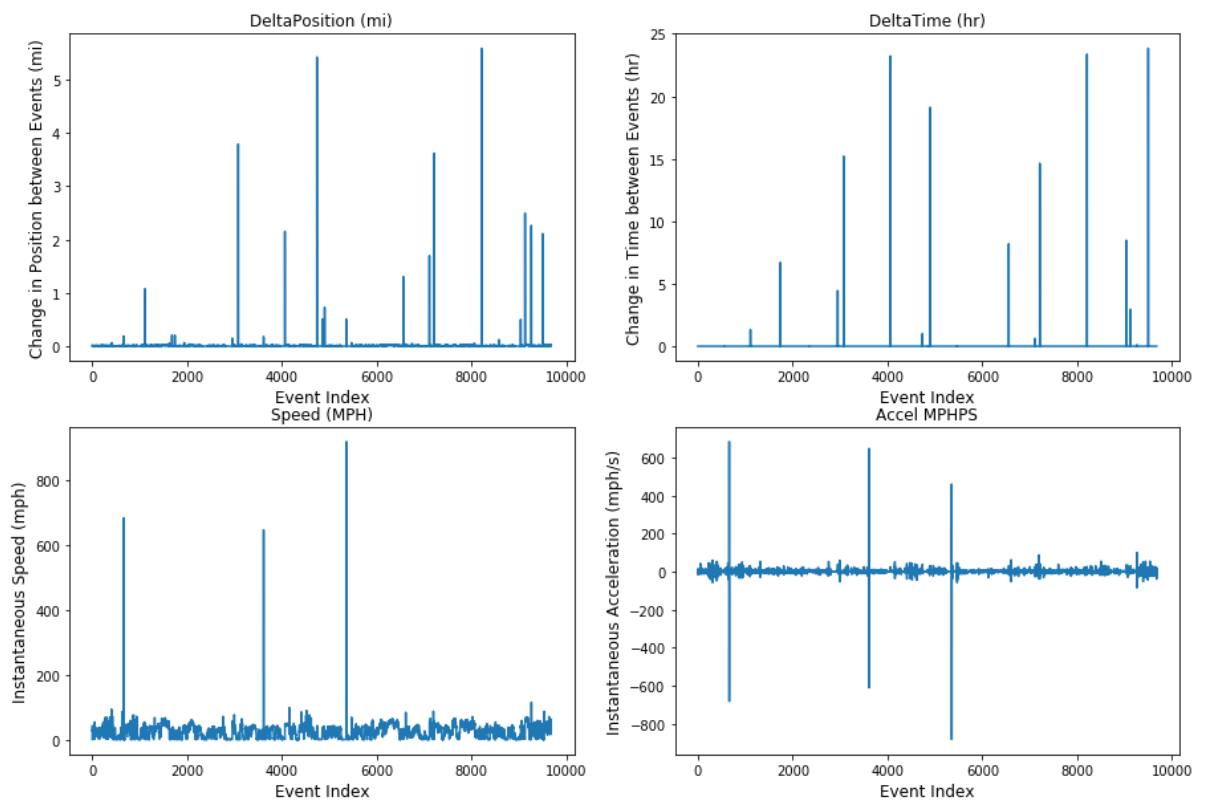 DeltaPosition (mi)
Change in Position between Events (mi)
5
4
3
2
1
0
0 2000 4000 6000 8000 10000
Event Index
DeltaTime (hr)
Change in Time between Events (hr)
25
20
15
10
5
0
0 2000 4000 6000 8000 10000
Event Index
Speed (MPH)
Instantaneous Speed (mph)
800
600
400
200
0
0 2000 4000 6000 8000 10000
Event Index
Accel MPHPS
Instantaneous Acceleration (mph/s)
600
400
200
0
−200
−400
−600
−800
0 2000 4000 6000 8000 10000
Event Index